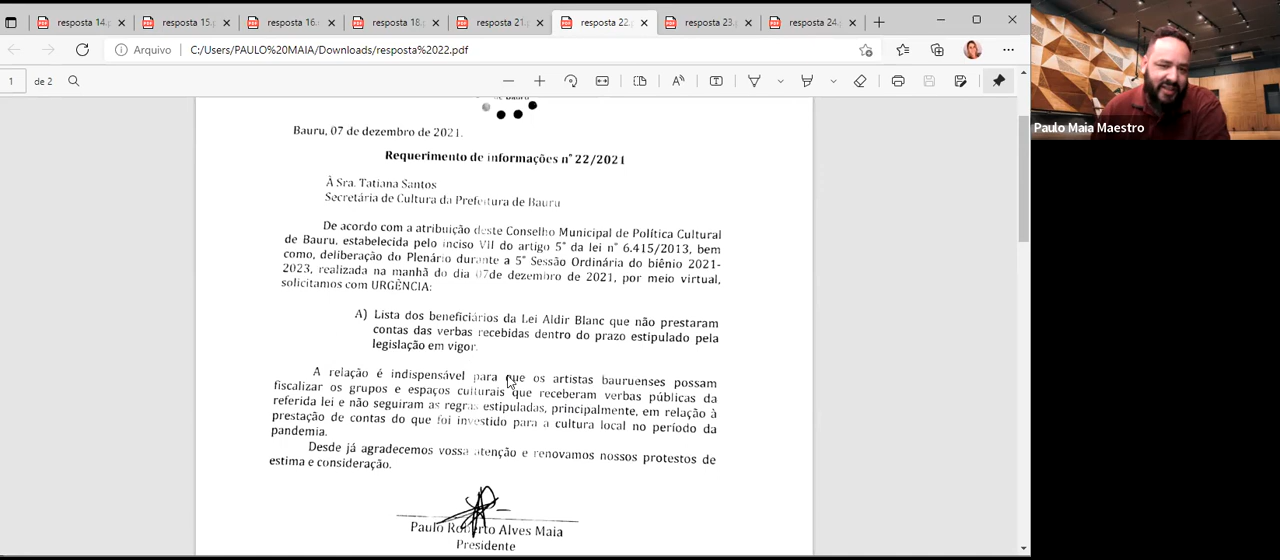 resposta 14.p
resposta 15.p
resposta 16.p
resposta 18.p
resposta 21.p
resposta 22.p
resposta 23.p
resposta 24.p
Arquivo
C:/Users/PAULO%20MAIA/Downloads/resposta%2022.pdf
1 de 2
Paulo Maia Maestro
de Bauru
Bauru, 07 de dezembro de 2021.
Requerimento de informações n° 22/2021
À Sra. Tatiana Santos
Secretária de Cultura da Prefeitura de Bauru
De acordo com a atribuição deste Conselho Municipal de Política Cultural
de Bauru, estabelecida pelo inciso VII do artigo 5° da lei n° 6.415/2013, bem
como, deliberação do Plenário durante a 5° Sessão Ordinária do biênio 2021-
2023, realizada na manhã do dia 07de dezembro de 2021, por meio virtual,
solicitamos com URGÊNCIA:
A) Lista dos beneficiários da Lei Aldir Blanc que não prestaram
contas das verbas recebidas dentro do prazo estipulado pela
legislação em vigor.
A relação é indispensável para que os artistas bauruenses possam
fiscalizar os grupos e espaços culturais que receberam verbas públicas da
referida lei e não seguiram as regras estipuladas, principalmente, em relação à
prestação de contas do que foi investido para a cultura local no período da
pandemia.
Desde já agradecemos vossa atenção e renovamos nossos protestos de
estima e consideração.
Paulo Roberto Alves Maia
Presidente